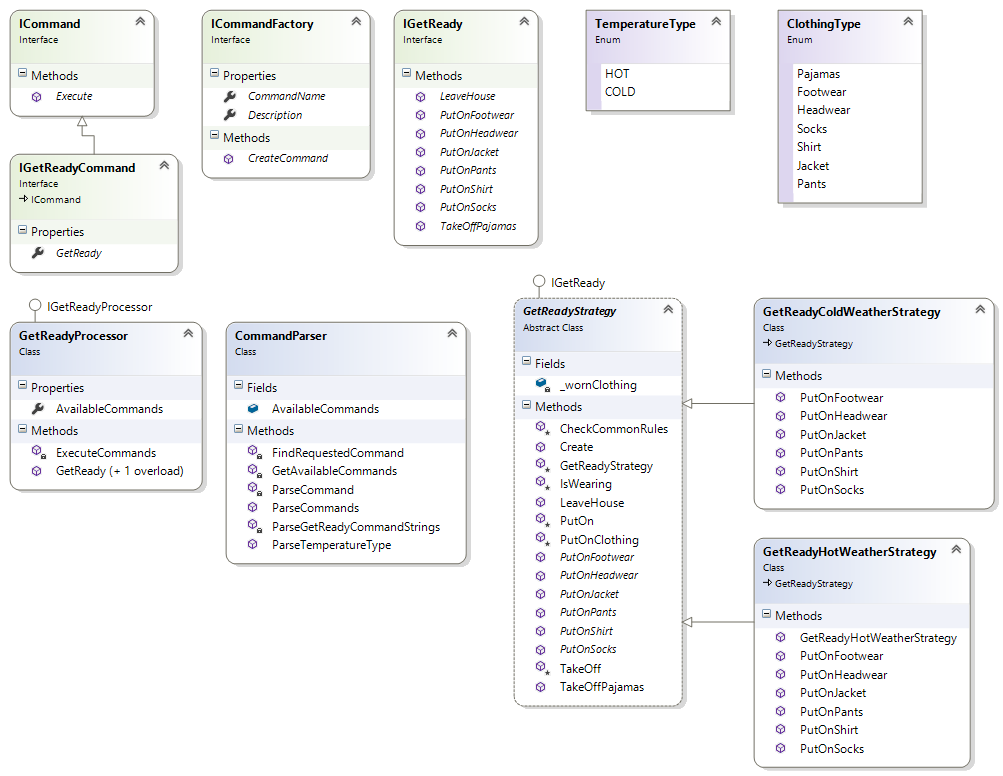 ICommand
Interface
Methods
Execute
ICommandFactory
Interface
Properties
CommandName
Description
Methods
CreateCommand
IGetReady
Interface
Methods
LeaveHouse
PutOnFootwear
PutOnHeadwear
PutOnJacket
PutOnPants
PutOnShirt
PutOnSocks
TakeOffPajamas
TemperatureType
Enum
HOT
COLD
ClothingType
Enum
Pajamas
Footwear
Headwear
Socks
Shirt
Jacket
Pants
IGetReadyCommand
Interface
ICommand
Properties
GetReady
IGetReadyProcessor
GetReadyProcessor
Class
Properties
AvailableCommands
Methods
ExecuteCommands
GetReady (+ 1 overload)
CommandParser
Class
Fields
AvailableCommands
Methods
FindRequestedCommand
GetAvailableCommands
ParseCommand
ParseCommands
ParseGetReadyCommandStrings
ParseTemperatureType
IGetReady
GetReadyStrategy
Abstract Class
Fields
_wornClothing
Methods
CheckCommonRules
Create
GetReadyStrategy
IsWearing
LeaveHouse
PutOn
PutOnClothing
PutOnFootwear
PutOnHeadwear
PutOnJacket
PutOnPants
PutOnShirt
PutOnSocks
TakeOff
TakeOffPajamas
GetReadyColdWeatherStrategy
Class
GetReadyStrategy
Methods
PutOnFootwear
PutOnHeadwear
PutOnJacket
PutOnPants
PutOnShirt
PutOnSocks
GetReadyHotWeatherStrategy
Class
GetReadyStrategy
Methods
GetReadyHotWeatherStrategy
PutOnFootwear
PutOnHeadwear
PutOnJacket
PutOnPants
PutOnShirt
PutOnSocks